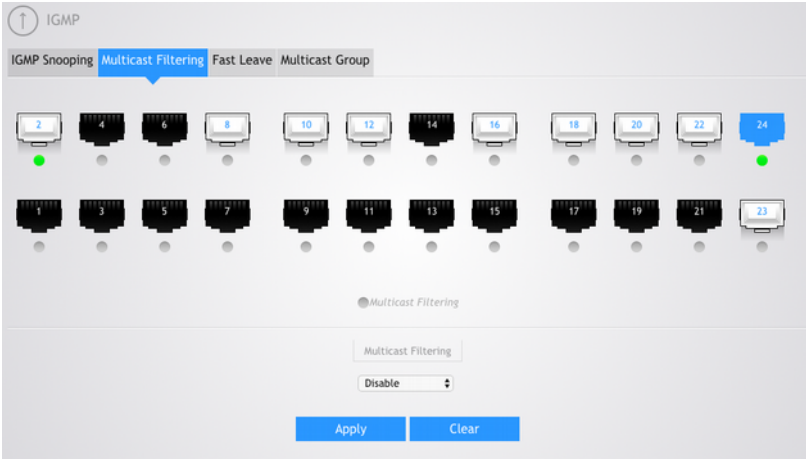 IGMP
IGMP Snooping Multicast Filtering Fast Leave Multicast Group
2 4 6 8 10 12 14 16 18 20 22 24
1 3 5 7 9 11 13 15 17 19 21 23
Multicast Filtering
Multicast Filtering
Disable
Apply Clear